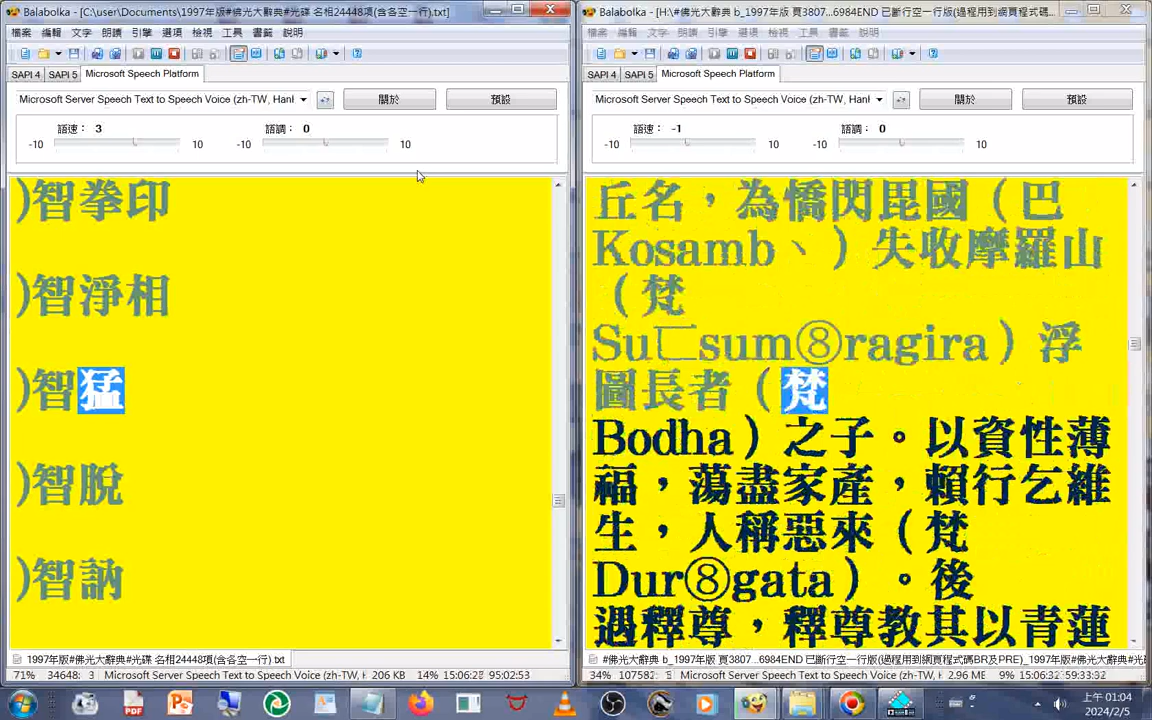 Balabolka - [C:\user\Documents\1997年版#佛光大辭典#光碟 名相24448項(含各空一行).txt]
檔案 編輯 文字 朗讀 引擎 選項 檢視 工具 書籤 說明
SAPI 4 SAPI 5 Microsoft Speech Platform
Microsoft Server Speech Text to Speech Voice (zh-TW, Hanl
關於 預設
語速： 3 語調： 0
-10 10 -10 10
)智拳印
)智淨相
)智猛
)智脫
)智訥
1997年版#佛光大辭典#光碟 名相24448項(含各空一行).txt
71% 34648: 3 Microsoft Server Speech Text to Speech Voice (zh-TW, H 206 KB 14% 15:06:28 95:02:53
Balabolka - [H:\#佛光大辭典 b_1997年版 頁3807...6984END 已斷行空一行版(過程用到網頁程式碼
檔案 編輯 文字 朗讀 引擎 選項 檢視 工具 書籤 說明
SAPI 4 SAPI 5 Microsoft Speech Platform
Microsoft Server Speech Text to Speech Voice (zh-TW, Hanl
關於 預設
語速： -1 語調： 0
-10 10 -10 10
丘名，為憍閃毘國（巴
Kosamb、）失收摩羅山
（梵
Su匚sum⑧ragira）浮
圖長者（梵
Bodha）之子。以資性薄
福，蕩盡家產，賴行乞維
生，人稱惡來（梵
Dur⑧gata）。後
遇釋尊，釋尊教其以青蓮
#佛光大辭典 b_1997年版 頁3807...6984END 已斷行空一行版(過程用到網頁程式碼BR及PRE)_1997年版#佛光
34% 107582: Microsoft Server Speech Text to Speech Voice (zh-TW, H 2.96 MB 9% 15:06:32 59:33:32
上午 01:04
2024/2/5